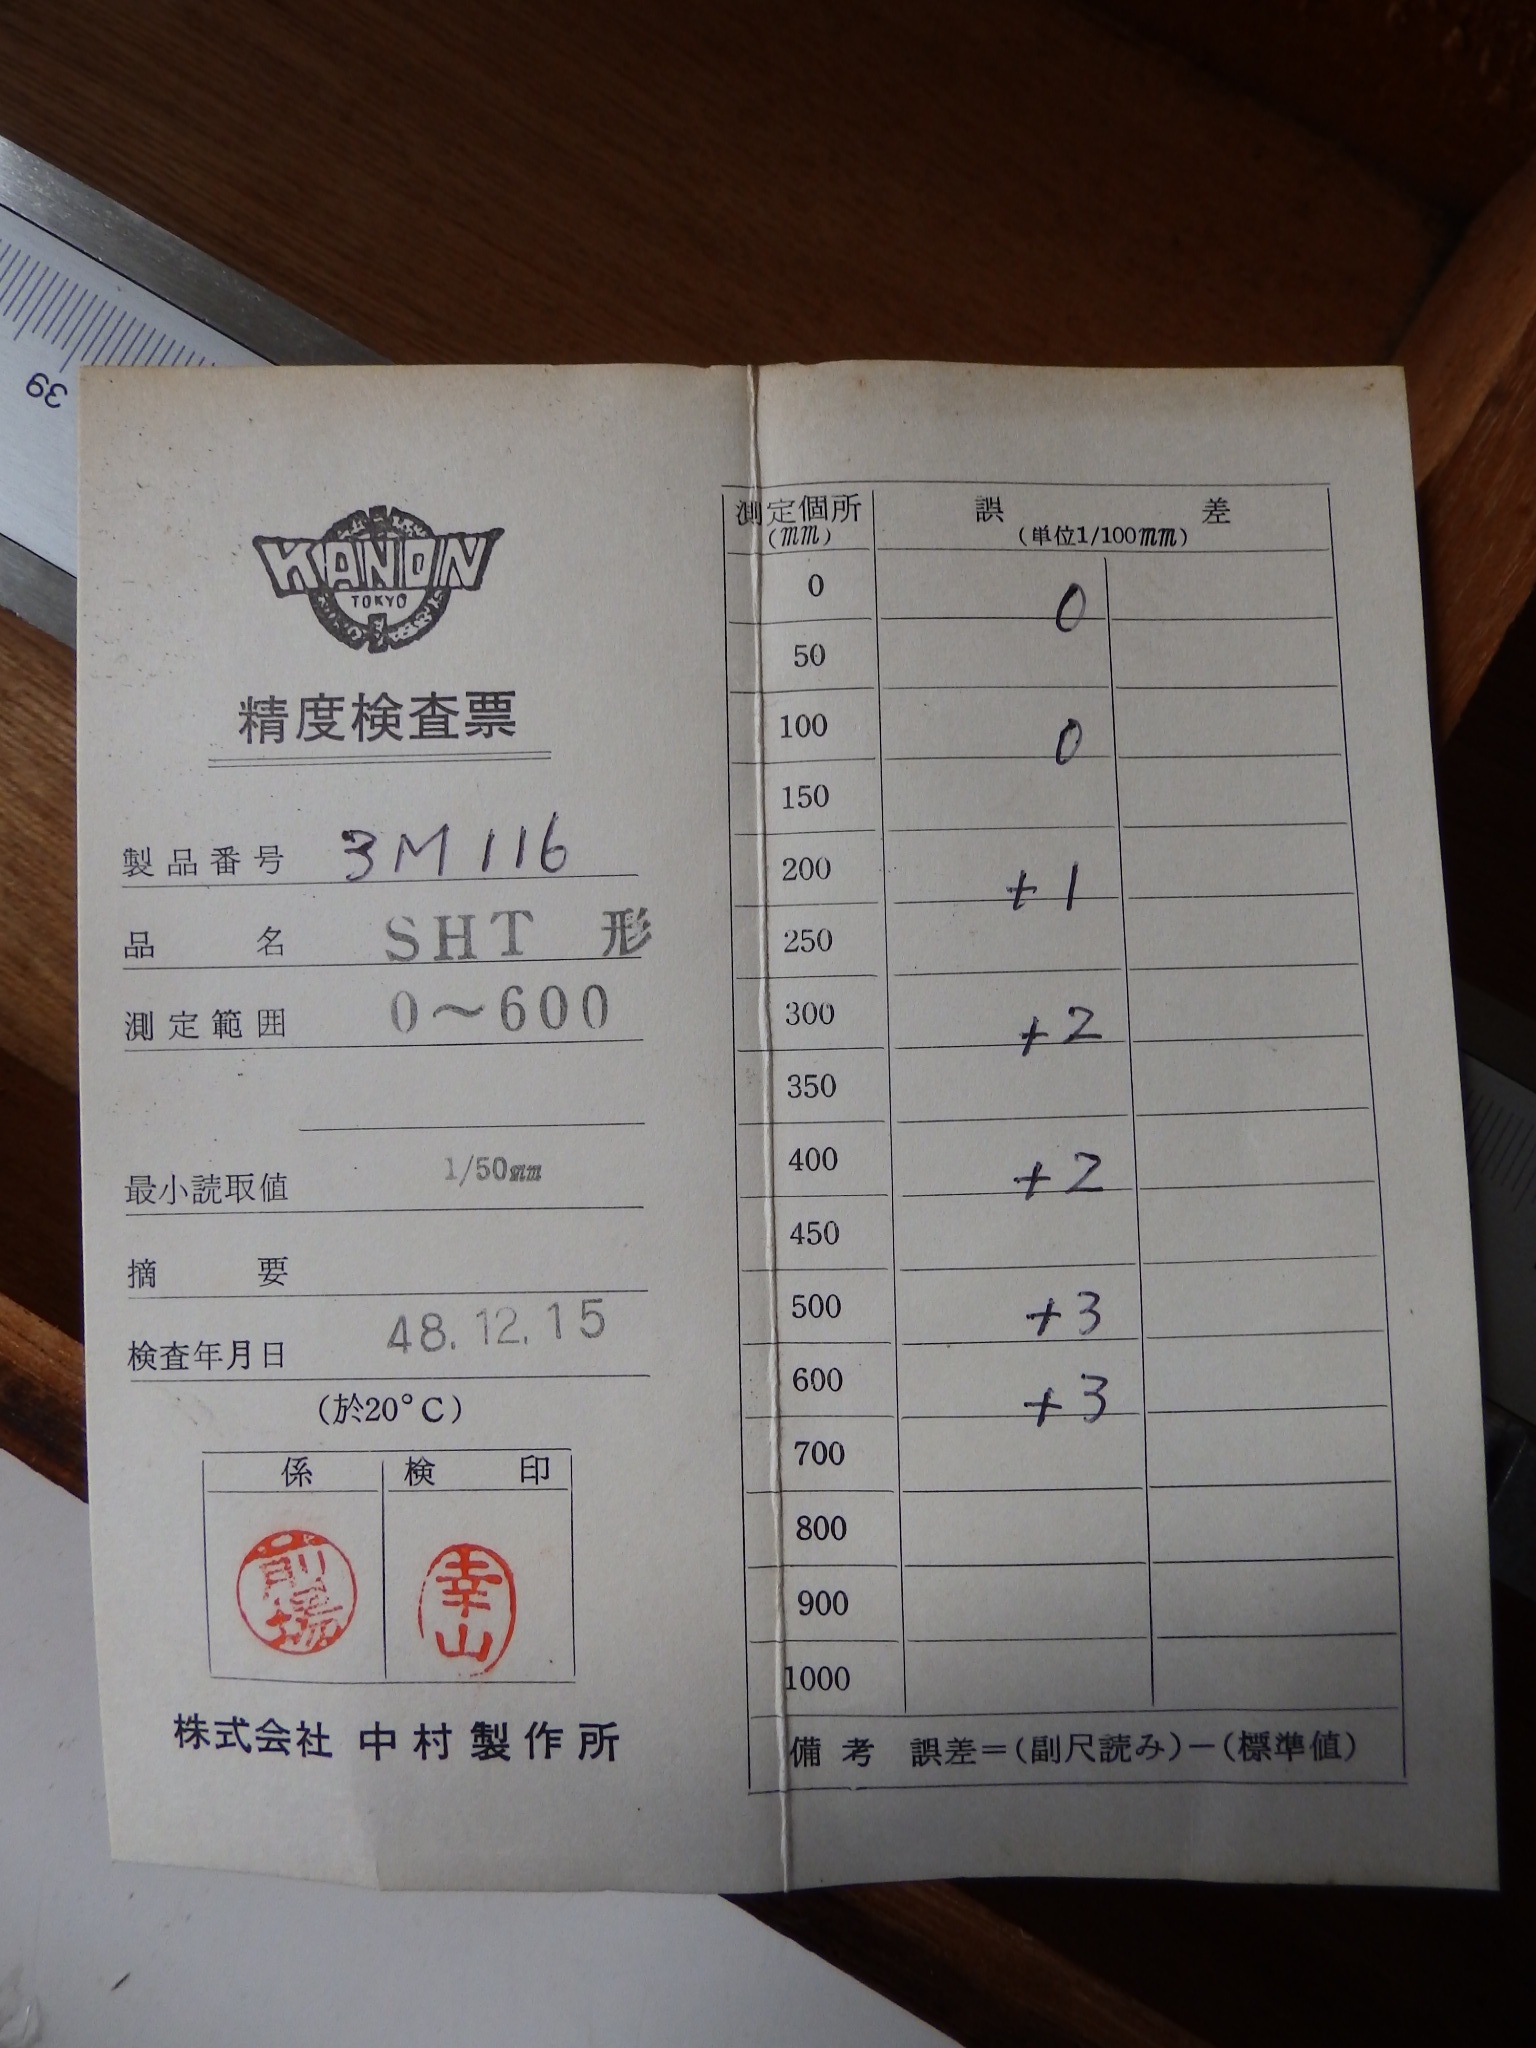 39
KANON
TOKYO
精度検査票
製品番号 3M116
品名 SHT 形
測定範囲 0～600
最小読取値 1/50mm
摘要
検査年月日 48.12.15
(於20°C)
係 検印
前場 幸山
株式会社 中村製作所
測定個所(mm) 誤差(単位1/100mm)
0 0
50
100 0
150
200 +1
250
300 +2
350
400 +2
450
500 +3
600 +3
700
800
900
1000
備考 誤差=(副尺読み)-(標準値)